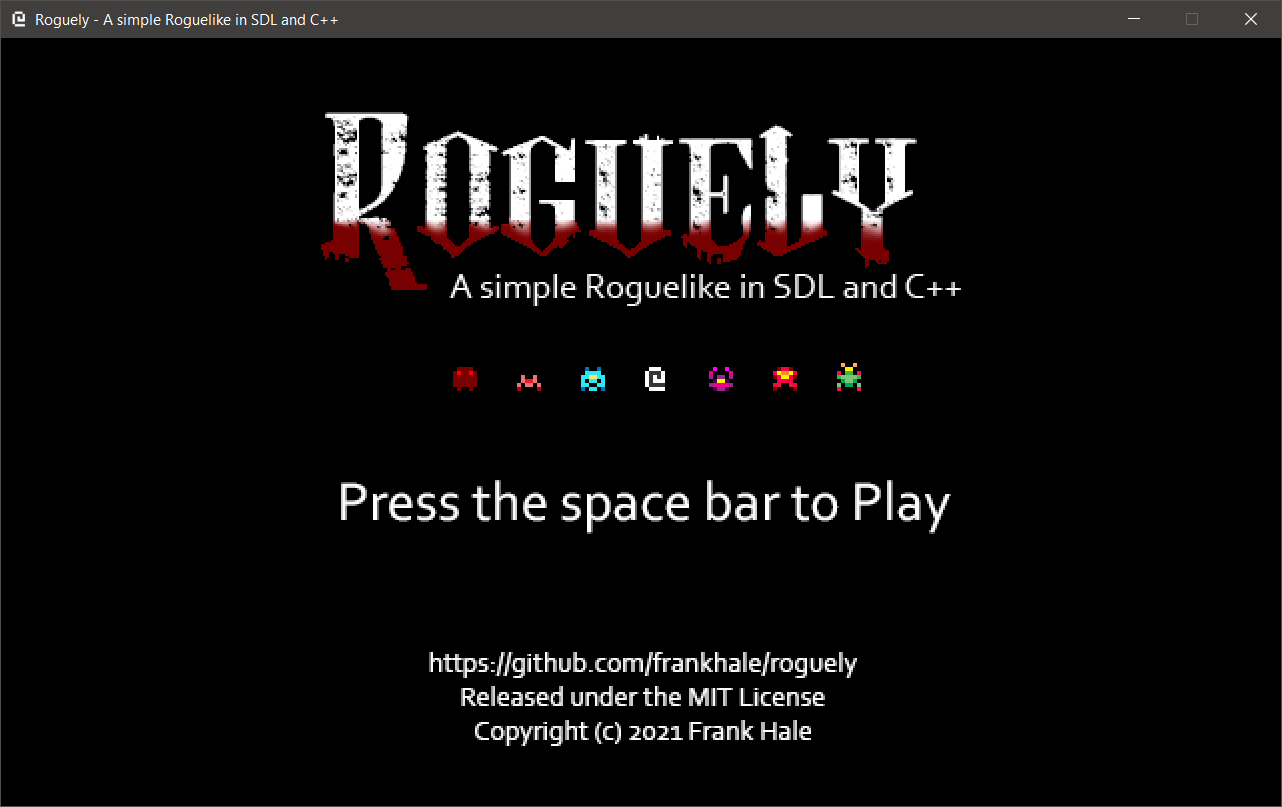 Roguely - A simple Roguelike in SDL and C++
ROGUELY
A simple Roguelike in SDL and C++
@
Press the space bar to Play
https://github.com/frankhale/roguely
Released under the MIT License
Copyright (c) 2021 Frank Hale